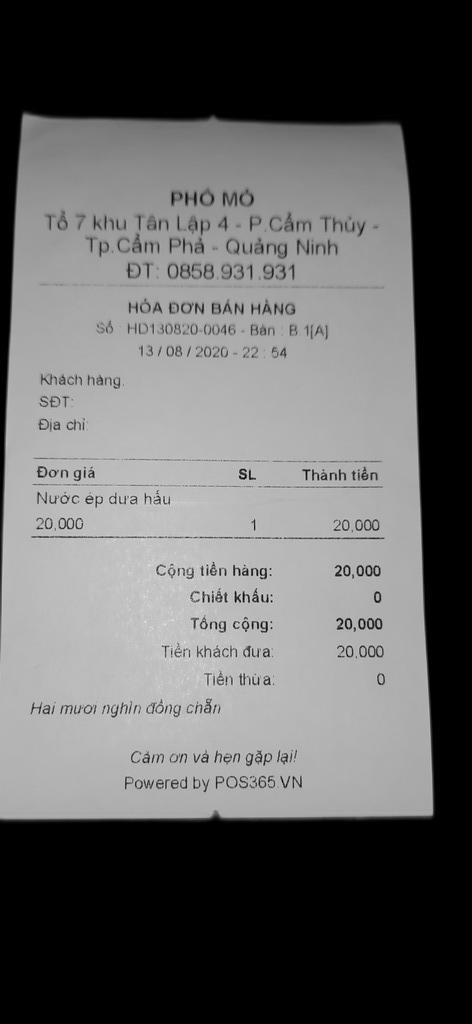 PHỐ MỎ
Tổ 7 khu Tân Lập 4 - P.Cẩm Thủy -
Tp.Cẩm Phả - Quảng Ninh
ĐT: 0858.931.931
HÓA ĐƠN BÁN HÀNG
Số : HD130820-0046 - Bàn : B 1[A]
13 / 08 / 2020 - 22 : 54
Khách hàng:
SĐT:
Địa chỉ:
Đơn giá SL Thành tiền
Nước ép dưa hấu
20,000 1 20,000
Cộng tiền hàng: 20,000
Chiết khấu: 0
Tổng cộng: 20,000
Tiền khách đưa: 20,000
Tiền thừa: 0
Hai mươi nghìn đồng chẵn
Cảm ơn và hẹn gặp lại!
Powered by POS365.VN